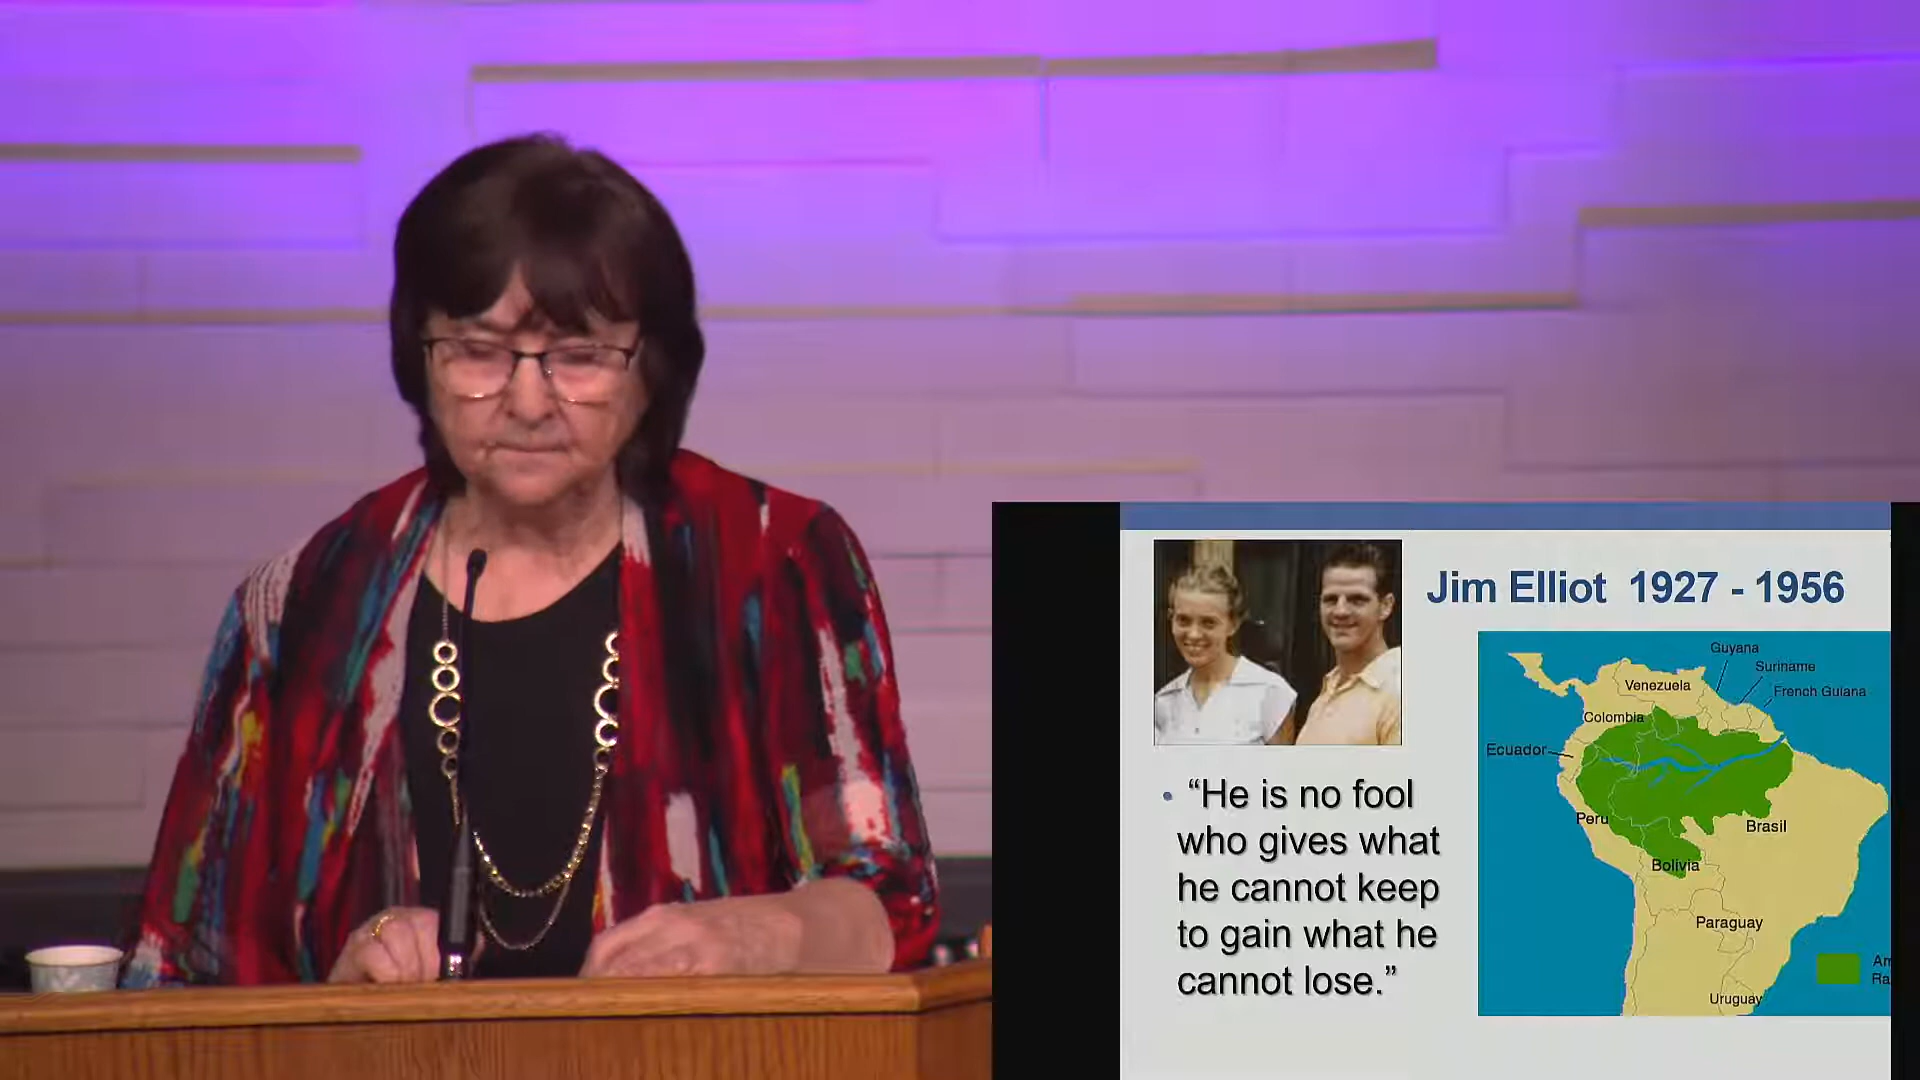 Jim Elliot 1927 - 1956
• “He is no fool
who gives what
he cannot keep
to gain what he
cannot lose.”
Guyana
Suriname
French Guiana
Venezuela
Colombia
Ecuador
Peru
Brasil
Bolivia
Paraguay
Uruguay